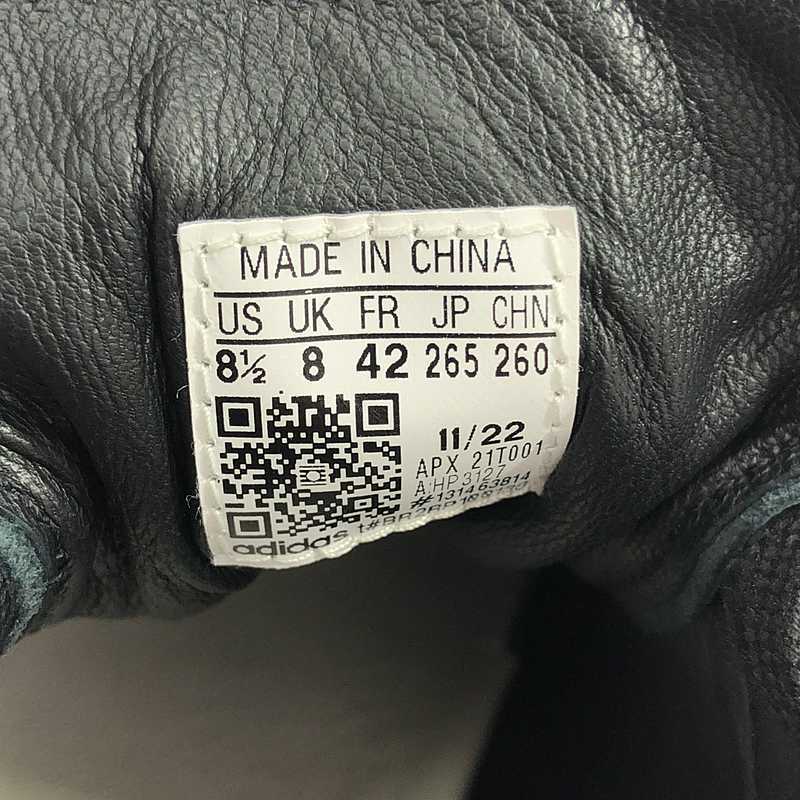 MADE IN CHINA
US UK FR JP CHN
8½ 8 42 265 260
11/22
APX 21T001
A:HP3127
#131463814
adidas